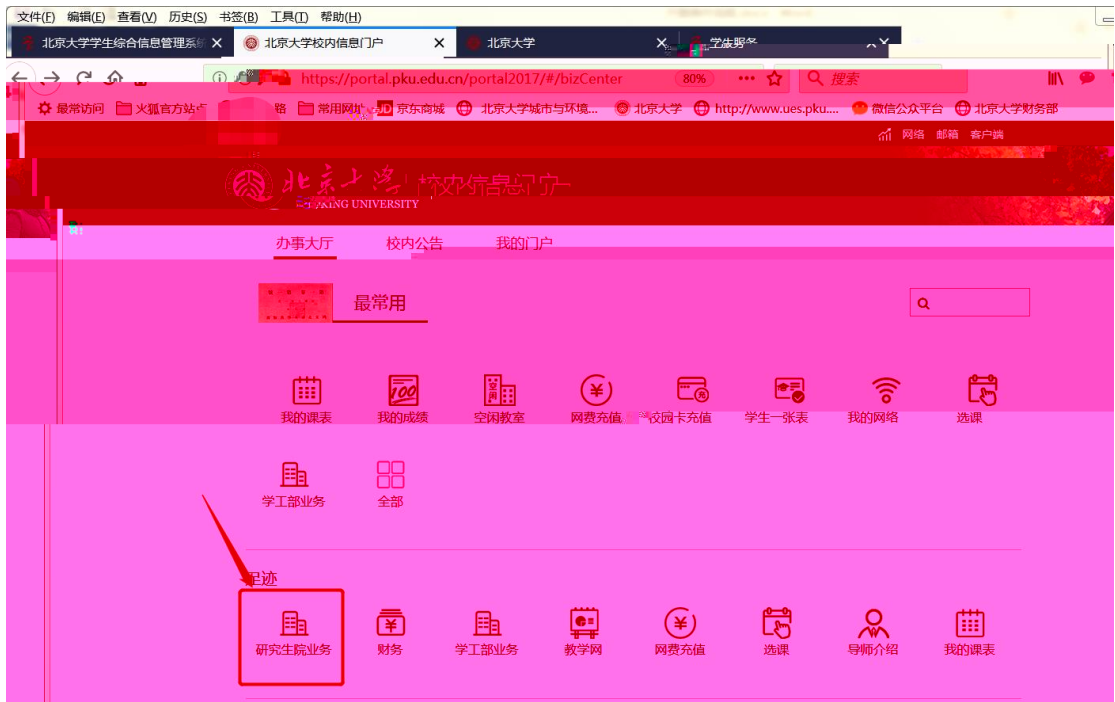 文件(F) 编辑(E) 查看(V) 历史(S) 书签(B) 工具(T) 帮助(H)
北京大学学生综合信息管理系统 北京大学校内信息门户 北京大学
https://portal.pku.edu.cn/portal2017/#/bizCenter 80% 搜索
最常访问 火狐官方站点 常用网址 京东商城 北京大学城市与环境... 北京大学 http://www.ues.pku.... 微信公众平台 北京大学财务部
网络 邮箱 客户端
北京大学 校内信息门户
UNIVERSITY
办事大厅 校内公告 我的门户
最常用
我的课表 我的成绩 空闲教室 网费充值 校园卡充值 学生一张表 我的网络 选课
学工部业务 全部
足迹
研究生院业务 财务 学工部业务 教学网 网费充值 选课 导师介绍 我的课表